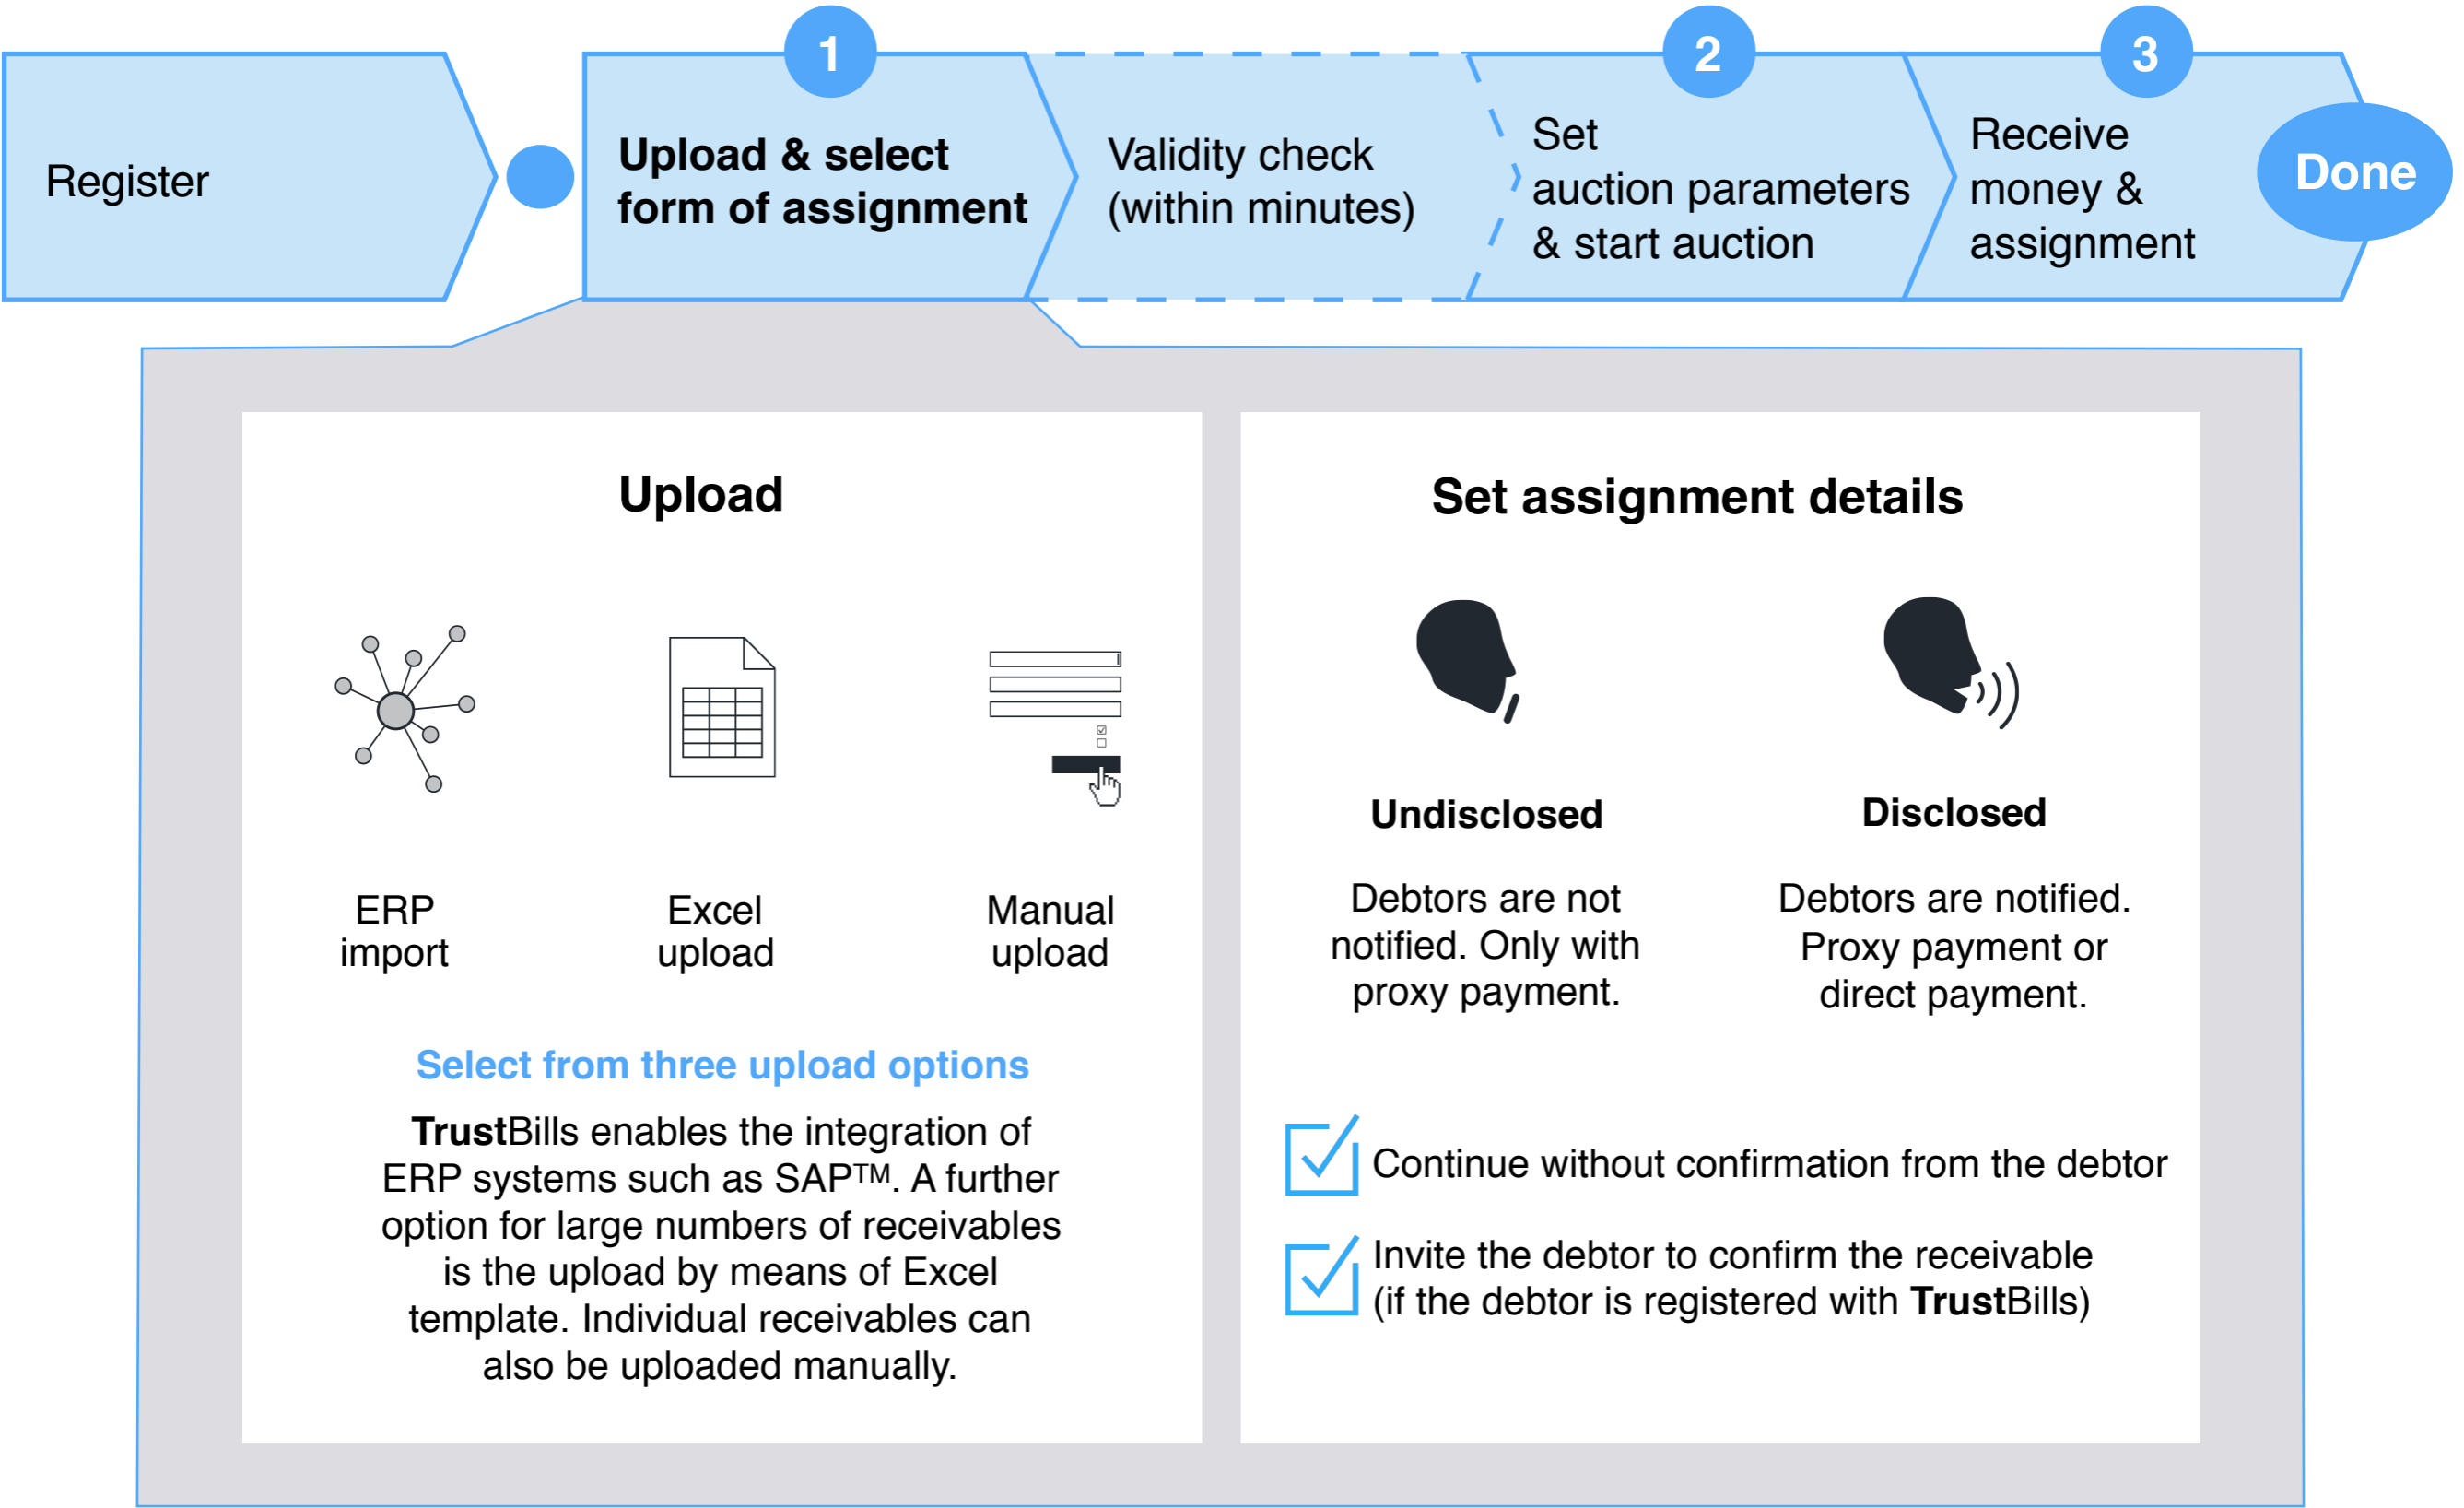 Register
1
Upload & select
form of assignment
Validity check
(within minutes)
2
Set
auction parameters
& start auction
3
Receive
money &
assignment
Done
Upload
ERP
import
Excel
upload
Manual
upload
Select from three upload options
TrustBills enables the integration of
ERP systems such as SAP™. A further
option for large numbers of receivables
is the upload by means of Excel
template. Individual receivables can
also be uploaded manually.
Set assignment details
Undisclosed
Debtors are not
notified. Only with
proxy payment.
Disclosed
Debtors are notified.
Proxy payment or
direct payment.
Continue without confirmation from the debtor
Invite the debtor to confirm the receivable
(if the debtor is registered with TrustBills)